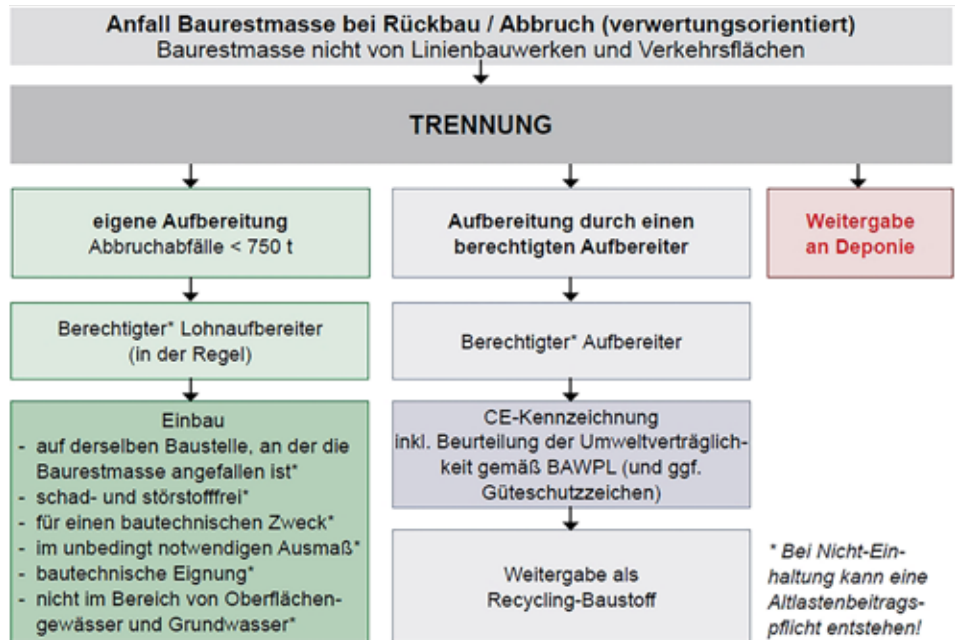 Anfall Baurestmasse bei Rückbau / Abbruch (verwertungsorientiert)
Baurestmasse nicht von Linienbauwerken und Verkehrsflächen
TRENNUNG
eigene Aufbereitung
Abbruchabfälle < 750 t
Berechtigter* Lohnaufbereiter
(in der Regel)
Einbau
- auf derselben Baustelle, an der die
Baurestmasse angefallen ist*
- schad- und störstofffrei*
- für einen bautechnischen Zweck*
- im unbedingt notwendigen Ausmaß*
- bautechnische Eignung*
- nicht im Bereich von Oberflächen-
gewässer und Grundwasser*
Aufbereitung durch einen
berechtigten Aufbereiter
Berechtigter* Aufbereiter
CE-Kennzeichnung
inkl. Beurteilung der Umweltverträglich-
keit gemäß BAWPL (und ggf.
Güteschutzzeichen)
Weitergabe als
Recycling-Baustoff
Weitergabe
an Deponie
* Bei Nicht-Ein-
haltung kann eine
Altlastenbeitrags-
pflicht entstehen!